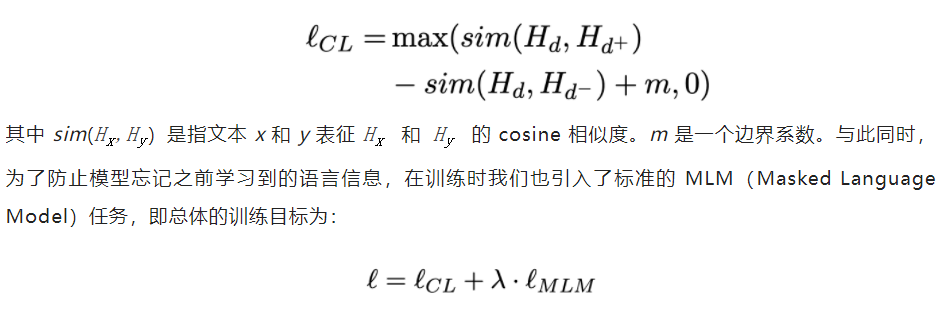 ℓ_CL = max(sim(H_d, H_{d+})
− sim(H_d, H_{d−}) + m, 0)
其中 sim(H_x, H_y) 是指文本 x 和 y 表征 H_x 和 H_y 的 cosine 相似度。m 是一个边界系数。与此同时，
为了防止模型忘记之前学习到的语言信息，在训练时我们也引入了标准的 MLM（Masked Language
Model）任务，即总体的训练目标为：
ℓ = ℓ_CL + λ · ℓ_MLM